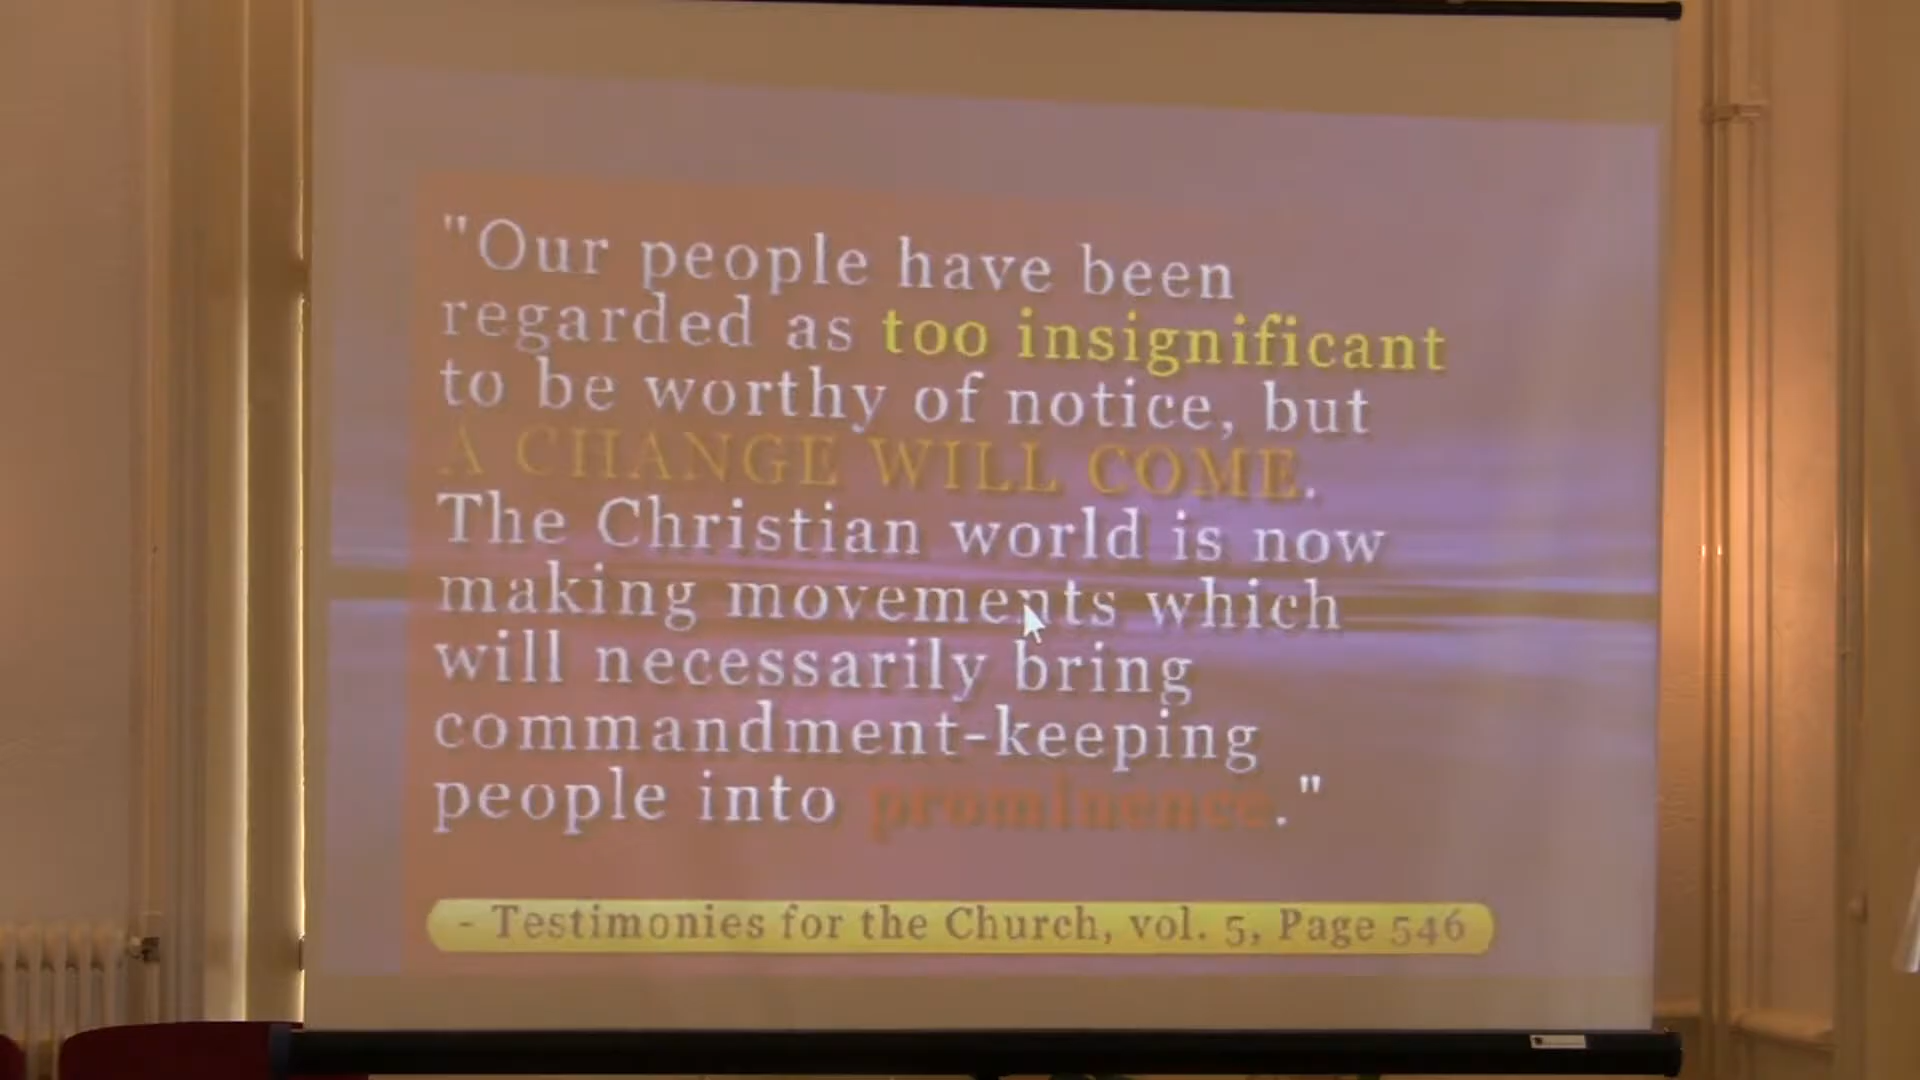 "Our people have been
regarded as too insignificant
to be worthy of notice, but
A CHANGE WILL COME.
The Christian world is now
making movements which
will necessarily bring
commandment-keeping
people into prominence."
- Testimonies for the Church, vol. 5, Page 546